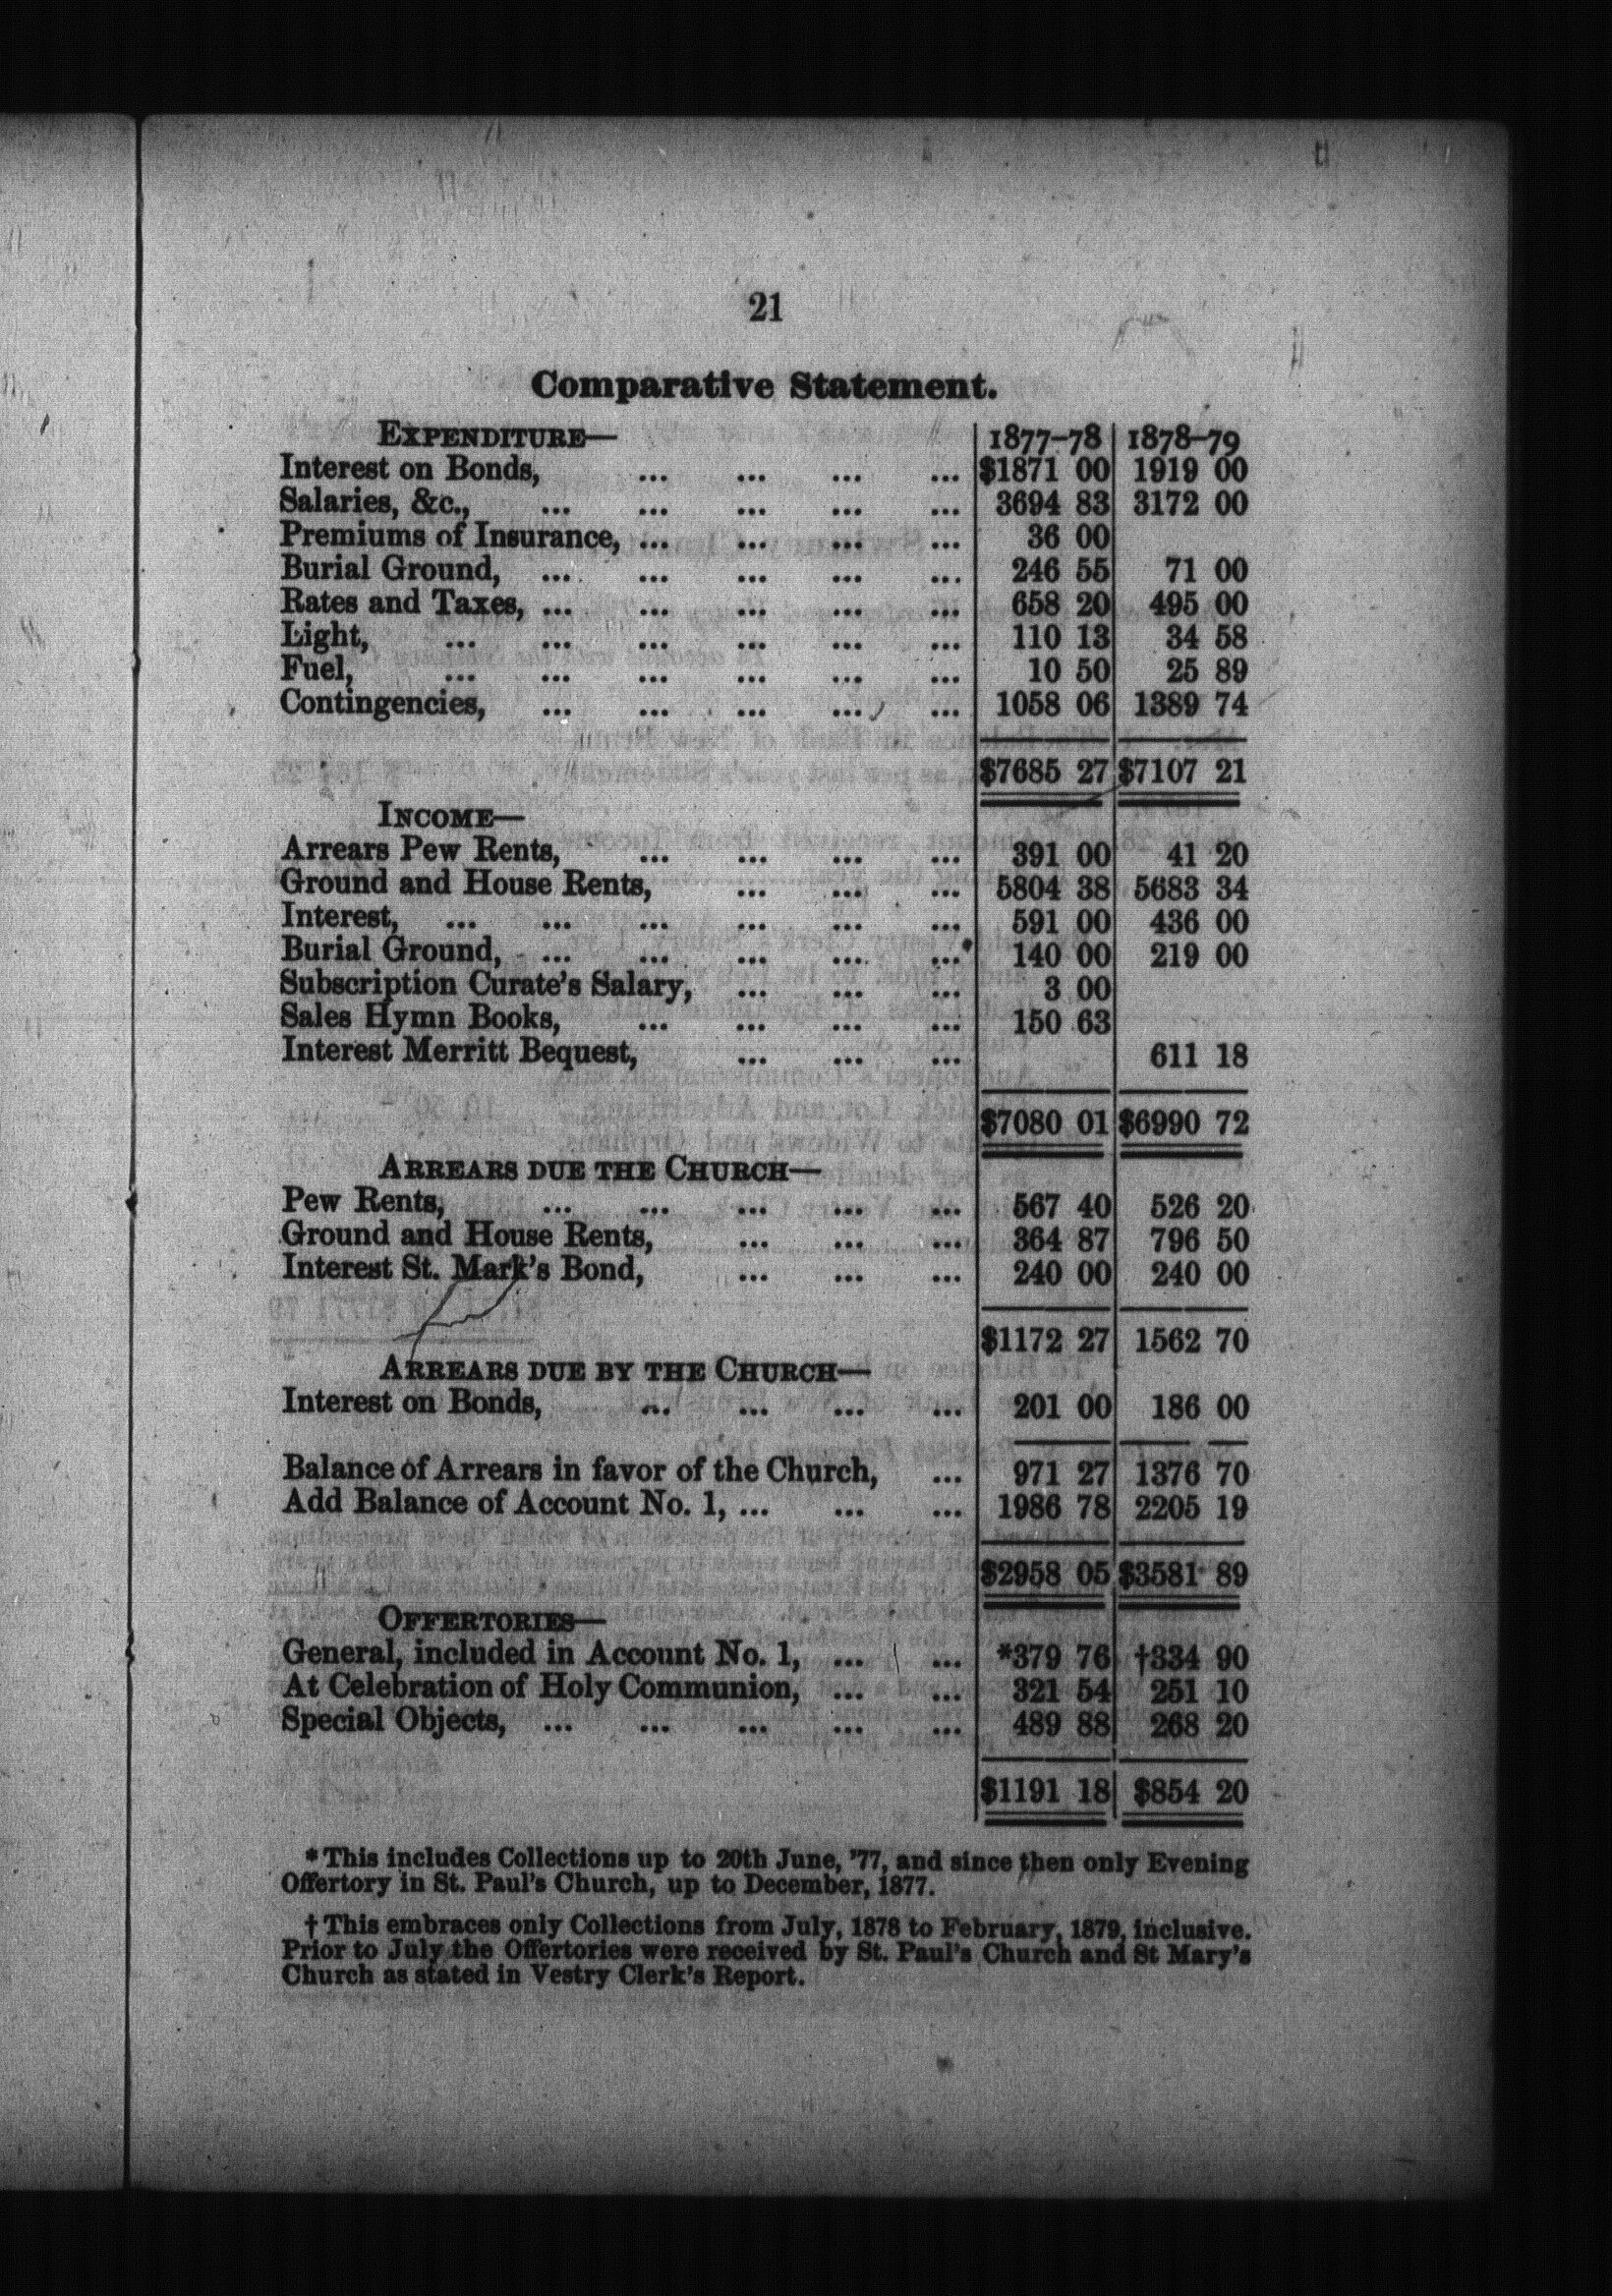 21
Comparative Statement.
EXPENDITURE— 1877-78 1878-79
Interest on Bonds, ... ... ... ... $1871 00 1919 00
Salaries, &c., ... ... ... ... ... 3694 83 3172 00
Premiums of Insurance, ... ... ... ... 36 00
Burial Ground, ... ... ... ... ... 246 55 71 00
Rates and Taxes, ... ... ... ... ... 658 20 495 00
Light, ... ... ... ... ... ... 110 13 34 58
Fuel, ... ... ... ... ... ... 10 50 25 89
Contingencies, ... ... ... ... ... 1058 06 1389 74
$7685 27 $7107 21
INCOME—
Arrears Pew Rents, ... ... ... ... 391 00 41 20
Ground and House Rents, ... ... ... 5804 38 5683 34
Interest, ... ... ... ... ... ... 591 00 436 00
Burial Ground, ... ... ... ... ... 140 00 219 00
Subscription Curate's Salary, ... ... ... 3 00
Sales Hymn Books, ... ... ... ... 150 63
Interest Merritt Bequest, ... ... ... 611 18
$7080 01 $6990 72
ARREARS DUE THE CHURCH—
Pew Rents, ... ... ... ... ... 567 40 526 20
Ground and House Rents, ... ... ... 364 87 796 50
Interest St. Mark's Bond, ... ... ... 240 00 240 00
$1172 27 1562 70
ARREARS DUE BY THE CHURCH—
Interest on Bonds, ... ... ... ... 201 00 186 00
Balance of Arrears in favor of the Church, ... 971 27 1376 70
Add Balance of Account No. 1, ... ... ... 1986 78 2205 19
$2958 05 $3581 89
OFFERTORIES—
General, included in Account No. 1, ... ... *379 76 †334 90
At Celebration of Holy Communion, ... ... 321 54 251 10
Special Objects, ... ... ... ... ... 489 88 268 20
$1191 18 $854 20
* This includes Collections up to 20th June, '77, and since then only Evening
Offertory in St. Paul's Church, up to December, 1877.
† This embraces only Collections from July, 1878 to February, 1879, inclusive.
Prior to July the Offertories were received by St. Paul's Church and St Mary's
Church as stated in Vestry Clerk's Report.